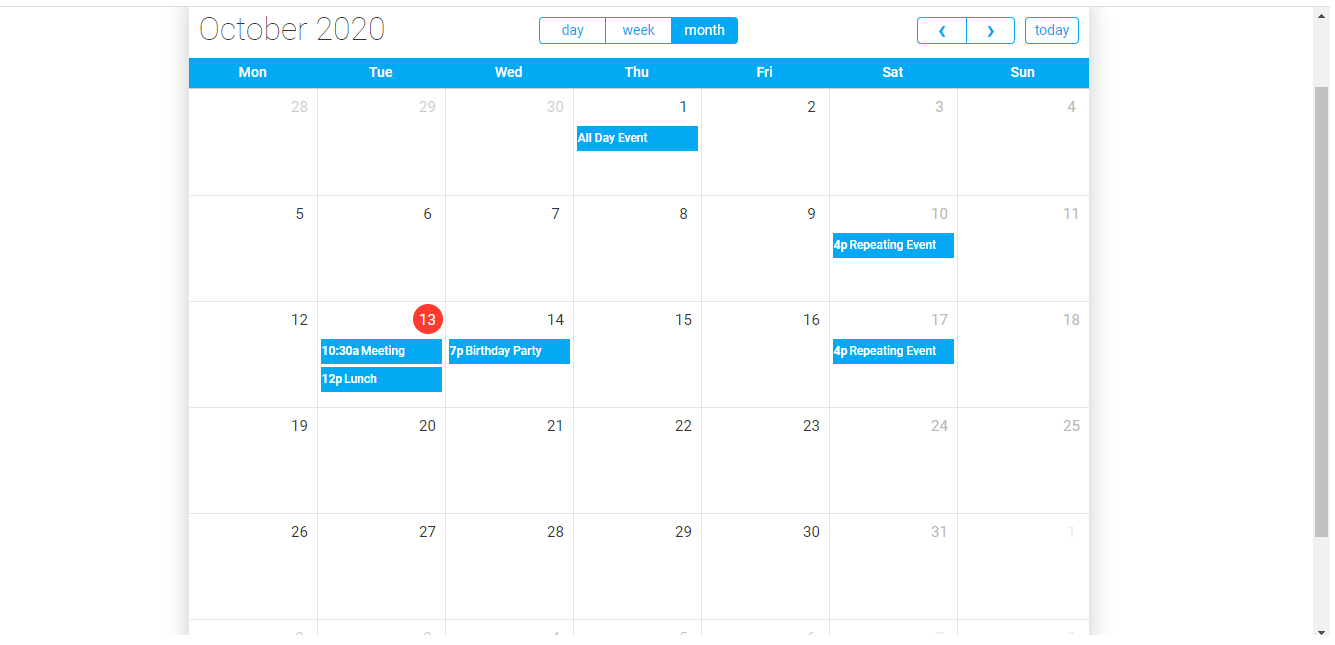 October 2020
day week month
❮ ❯ today
Mon Tue Wed Thu Fri Sat Sun
28 29 30 1 2 3 4
All Day Event
5 6 7 8 9 10 11
4p Repeating Event
12 13 14 15 16 17 18
10:30a Meeting 7p Birthday Party 4p Repeating Event
12p Lunch
19 20 21 22 23 24 25
26 27 28 29 30 31 1